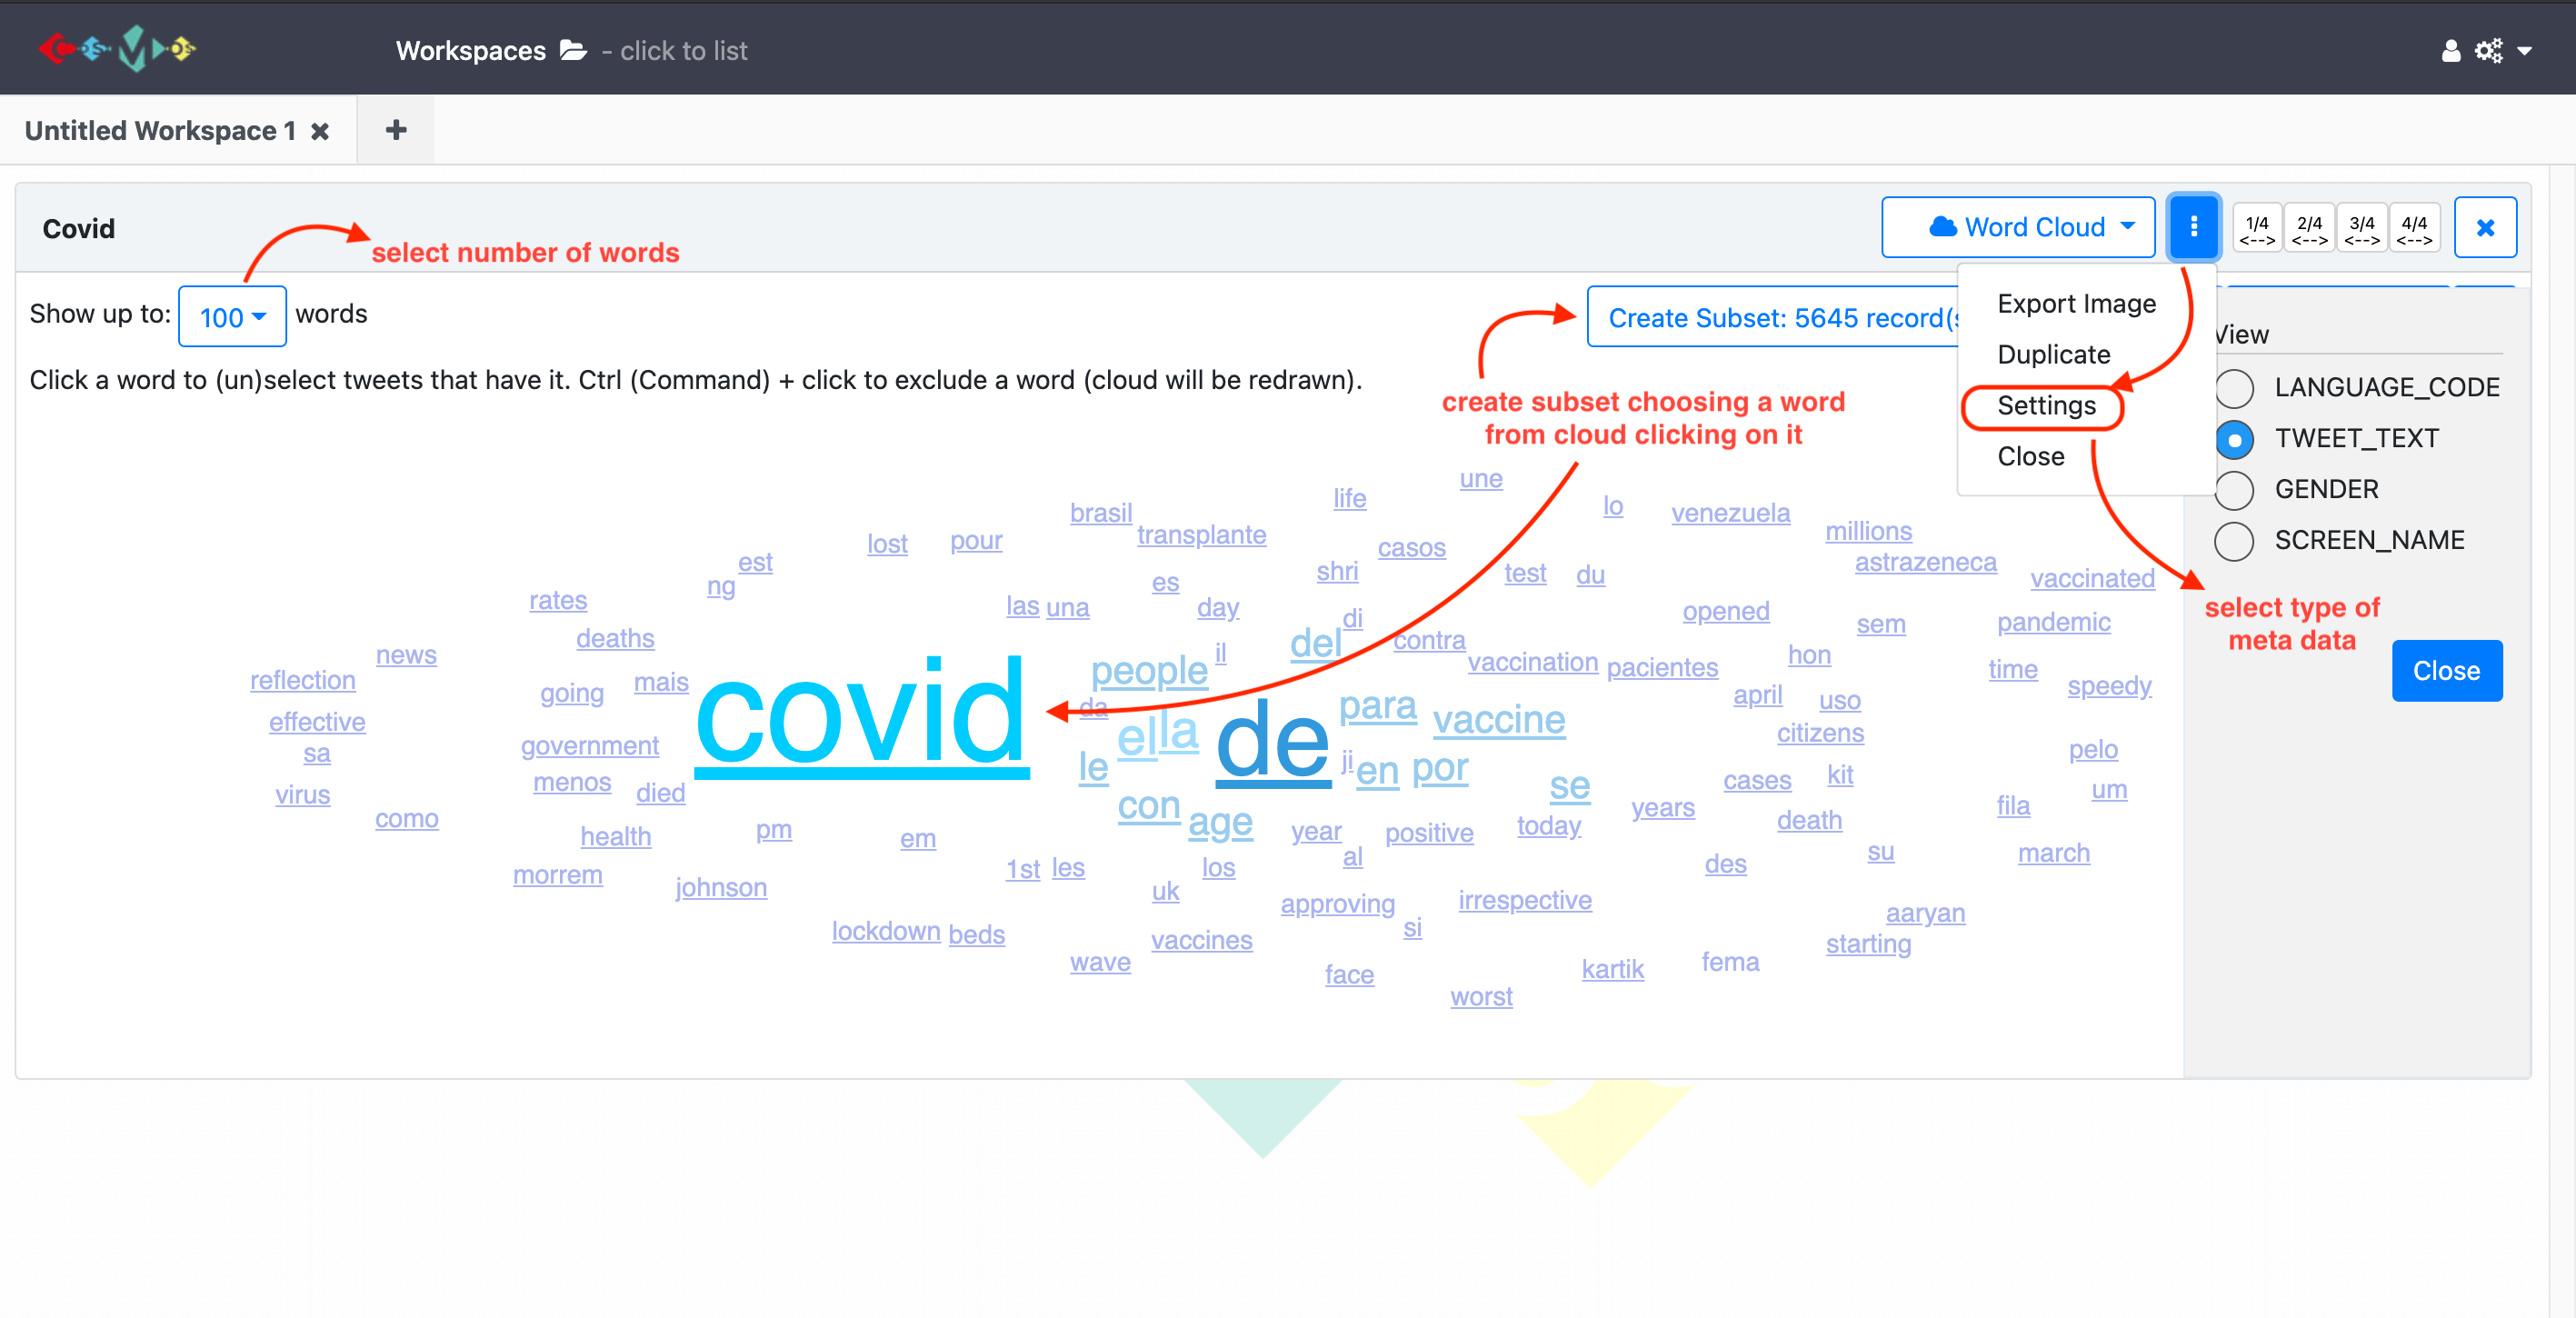 Workspaces - click to list
Untitled Workspace 1
Covid
select number of words
Word Cloud
1/4 2/4 3/4 4/4
<--> <--> <--> <-->
Show up to: 100 words
Create Subset: 5645 record(s
Export Image
Duplicate
Settings
Close
View
LANGUAGE_CODE
TWEET_TEXT
GENDER
SCREEN_NAME
Click a word to (un)select tweets that have it. Ctrl (Command) + click to exclude a word (cloud will be redrawn).
create subset choosing a word
from cloud clicking on it
select type of
meta data
Close
une
life
lo
brasil
venezuela
transplante
millions
lost
pour
casos
est
astrazeneca
ng
es
shri
test
du
vaccinated
rates
las
una
day
opened
deaths
di
sem
pandemic
news
del
contra
il
people
vaccination
pacientes
hon
time
reflection
going
mais
covid
da
para
april
uso
speedy
effective
ella
de
vaccine
citizens
sa
government
le
ji
en
por
pelo
menos
died
se
cases
kit
um
virus
con
age
years
fila
como
health
pm
em
year
positive
today
death
al
1st
les
los
des
su
march
morrem
johnson
uk
approving
irrespective
aaryan
lockdown
beds
si
vaccines
starting
wave
face
kartik
fema
worst